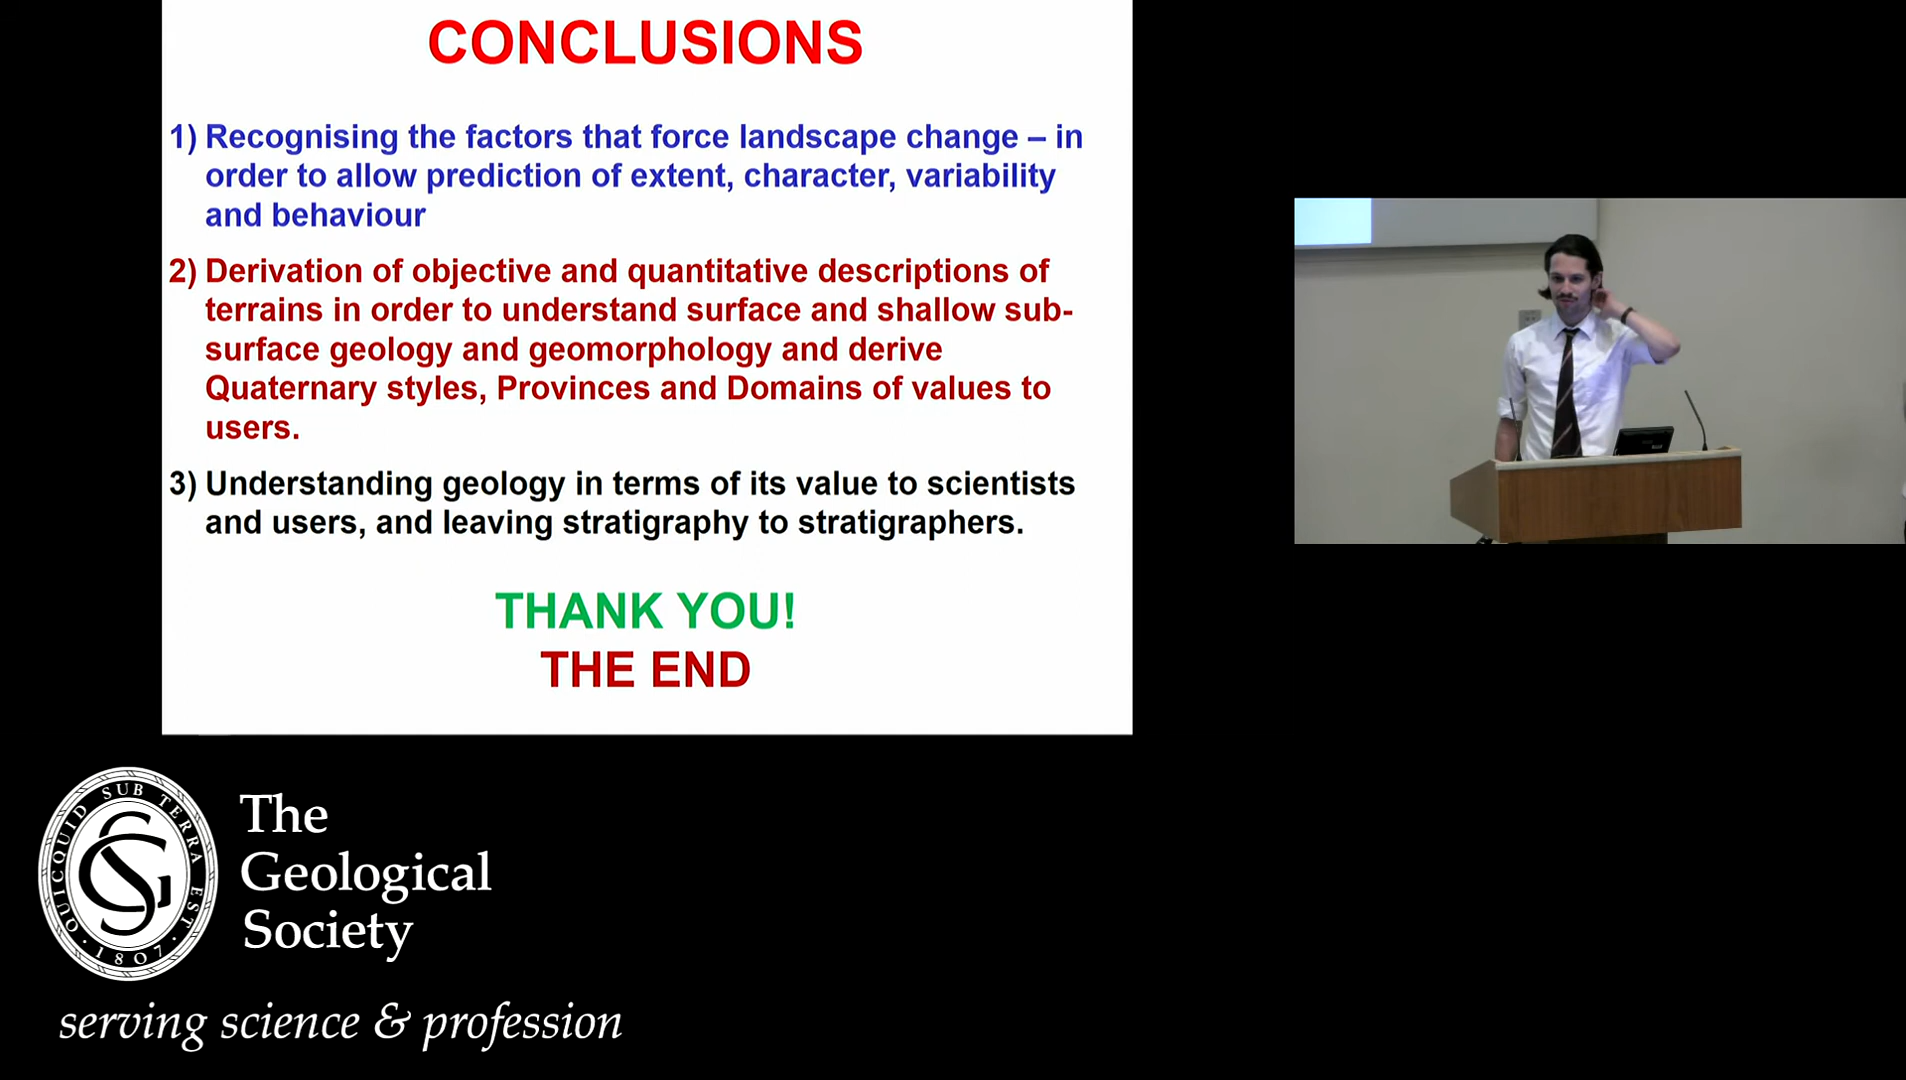 CONCLUSIONS
1) Recognising the factors that force landscape change – in
order to allow prediction of extent, character, variability
and behaviour
2) Derivation of objective and quantitative descriptions of
terrains in order to understand surface and shallow sub-
surface geology and geomorphology and derive
Quaternary styles, Provinces and Domains of values to
users.
3) Understanding geology in terms of its value to scientists
and users, and leaving stratigraphy to stratigraphers.
THANK YOU!
THE END
QUICQUID SUB TERRA EST
· 1807 ·
The
Geological
Society
serving science & profession